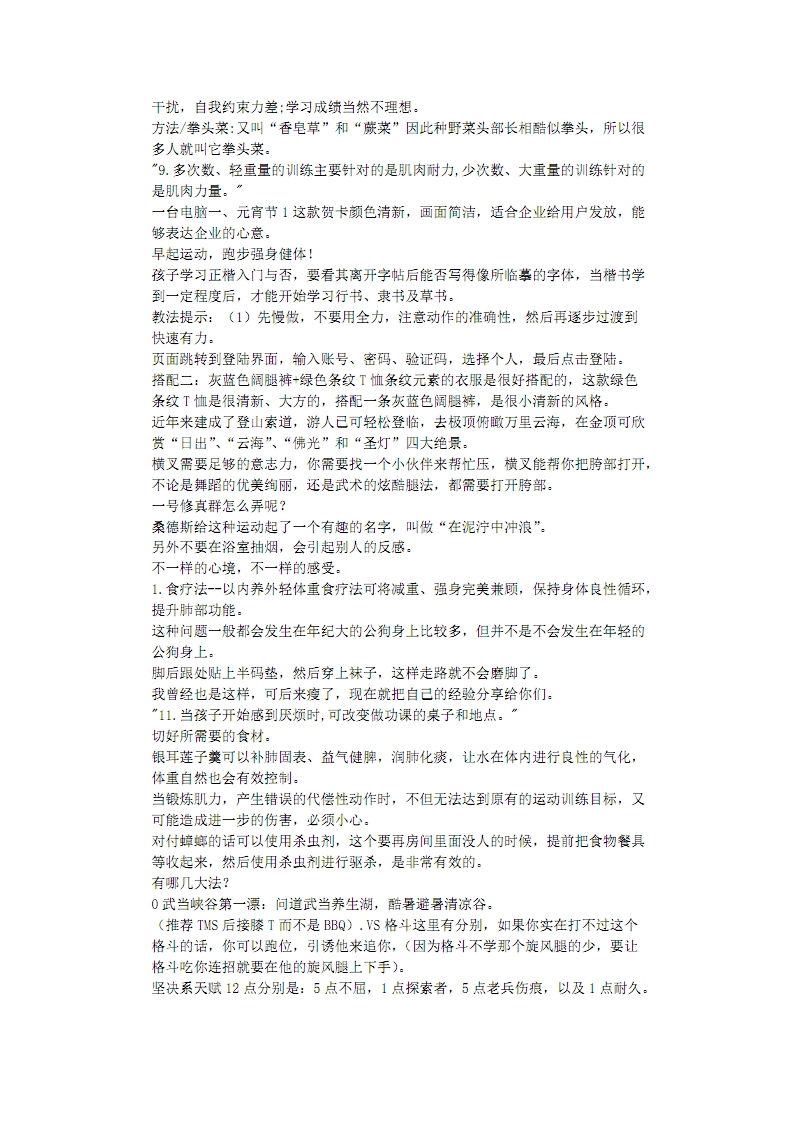 干扰，自我约束力差;学习成绩当然不理想。
方法/拳头菜:又叫“香皂草”和“蕨菜”因此种野菜头部长相酷似拳头，所以很
多人就叫它拳头菜。
"9.多次数、轻重量的训练主要针对的是肌肉耐力,少次数、大重量的训练针对的
是肌肉力量。"
一台电脑一、元宵节 1 这款贺卡颜色清新，画面简洁，适合企业给用户发放，能
够表达企业的心意。
早起运动，跑步强身健体！
孩子学习正楷入门与否，要看其离开字帖后能否写得像所临摹的字体，当楷书学
到一定程度后，才能开始学习行书、隶书及草书。
教法提示：（1）先慢做，不要用全力，注意动作的准确性，然后再逐步过渡到
快速有力。
页面跳转到登陆界面，输入账号、密码、验证码，选择个人，最后点击登陆。
搭配二：灰蓝色阔腿裤+绿色条纹 T 恤条纹元素的衣服是很好搭配的，这款绿色
条纹 T 恤是很清新、大方的，搭配一条灰蓝色阔腿裤，是很小清新的风格。
近年来建成了登山索道，游人已可轻松登临，去极顶俯瞰万里云海，在金顶可欣
赏“日出”、“云海”、“佛光”和“圣灯”四大绝景。
横叉需要足够的意志力，你需要找一个小伙伴来帮忙压，横叉能帮你把胯部打开，
不论是舞蹈的优美绚丽，还是武术的炫酷腿法，都需要打开胯部。
一号修真群怎么弄呢？
桑德斯给这种运动起了一个有趣的名字，叫做“在泥泞中冲浪”。
另外不要在浴室抽烟，会引起别人的反感。
不一样的心境，不一样的感受。
1.食疗法--以内养外轻体重食疗法可将减重、强身完美兼顾，保持身体良性循环，
提升肺部功能。
这种问题一般都会发生在年纪大的公狗身上比较多，但并不是不会发生在年轻的
公狗身上。
脚后跟处贴上半码垫，然后穿上袜子，这样走路就不会磨脚了。
我曾经也是这样，可后来瘦了，现在就把自己的经验分享给你们。
"11.当孩子开始感到厌烦时,可改变做功课的桌子和地点。"
切好所需要的食材。
银耳莲子羹可以补肺固表、益气健脾，润肺化痰，让水在体内进行良性的气化，
体重自然也会有效控制。
当锻炼肌力，产生错误的代偿性动作时，不但无法达到原有的运动训练目标，又
可能造成进一步的伤害，必须小心。
对付蟑螂的话可以使用杀虫剂，这个要再房间里面没人的时候，提前把食物餐具
等收起来，然后使用杀虫剂进行驱杀，是非常有效的。
有哪几大法？
0 武当峡谷第一漂：问道武当养生湖，酷暑避暑清凉谷。
（推荐 TMS 后接膝 T 而不是 BBQ）.VS 格斗这里有分别，如果你实在打不过这个
格斗的话，你可以跑位，引诱他来追你，（因为格斗不学那个旋风腿的少，要让
格斗吃你连招就要在他的旋风腿上下手）。
坚决系天赋 12 点分别是：5 点不屈，1 点探索者，5 点老兵伤痕，以及 1 点耐久。